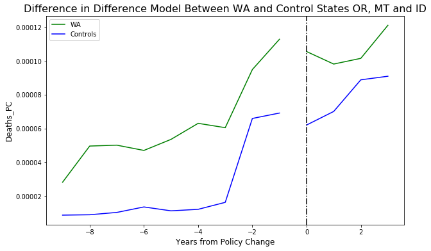 Difference in Difference Model Between WA and Control States OR, MT and ID
WA
Controls
0.00012
0.00010
0.00008
0.00006
0.00004
0.00002
Deaths_PC
−8 −6 −4 −2 0 2
Years from Policy Change